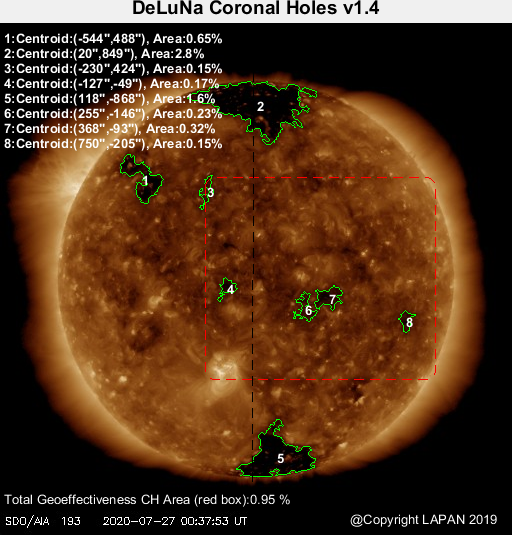 DeLuNa Coronal Holes v1.4
1:Centroid:(-544",488"), Area:0.65%
2:Centroid:(20",849"), Area:2.8%
3:Centroid:(-230",424"), Area:0.15%
4:Centroid:(-127",-49"), Area:0.17%
5:Centroid:(118",-868"), Area:1.6%
6:Centroid:(255",-146"), Area:0.23%
7:Centroid:(368",-93"), Area:0.32%
8:Centroid:(750",-205"), Area:0.15%
2
1
3
4
7
6
8
5
Total Geoeffectiveness CH Area (red box):0.95 %
SDO/AIA 193 2020-07-27 00:37:53 UT
@Copyright LAPAN 2019